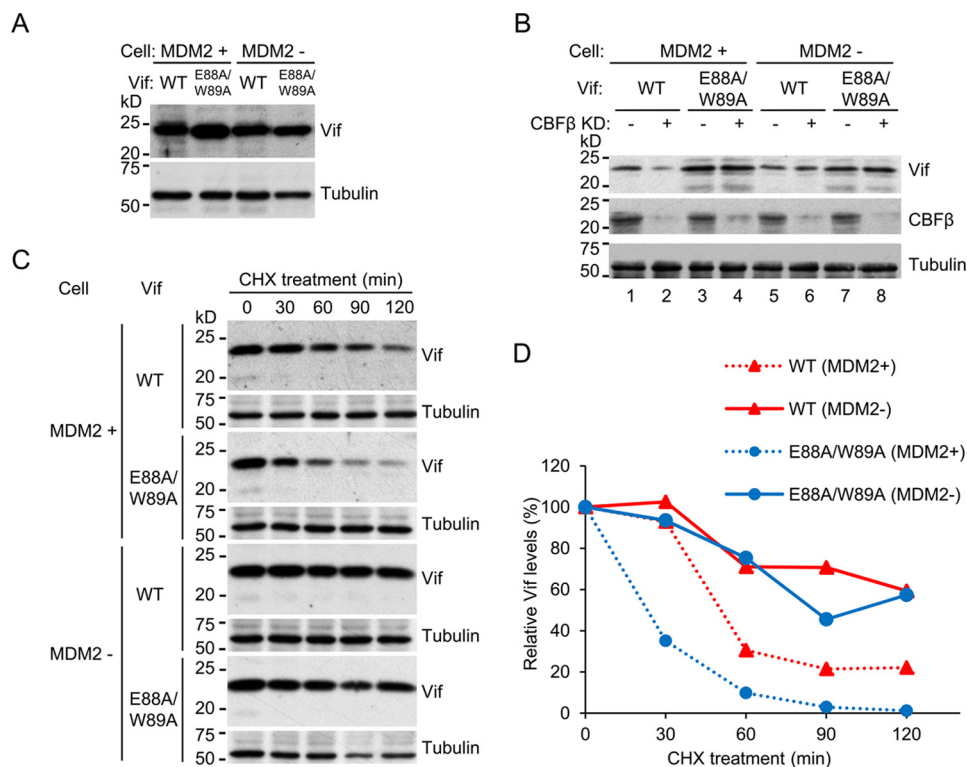 A
Cell: MDM2 + MDM2 -
Vif: WT E88A/W89A WT E88A/W89A
kD
25
Vif
20
75
Tubulin
50
B
Cell: MDM2 + MDM2 -
Vif: WT E88A/W89A WT E88A/W89A
CBFβ KD: - + - + - + - +
kD
25
Vif
20
25
CBFβ
20
75
Tubulin
50
1 2 3 4 5 6 7 8
C
CHX treatment (min)
Cell Vif
0 30 60 90 120
kD
MDM2 +
WT
25
Vif
20
75
Tubulin
50
E88A/W89A
25
Vif
20
75
Tubulin
50
MDM2 -
WT
25
Vif
20
75
Tubulin
50
E88A/W89A
25
Vif
20
75
Tubulin
50
D
WT (MDM2+)
WT (MDM2-)
E88A/W89A (MDM2+)
E88A/W89A (MDM2-)
Relative Vif levels (%)
120
100
80
60
40
20
0
0 30 60 90 120
CHX treatment (min)